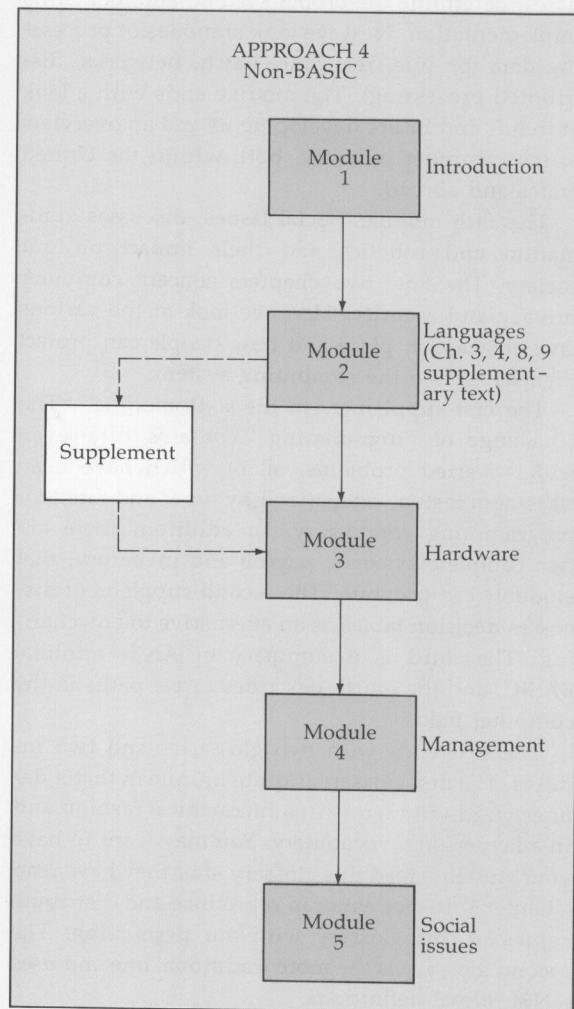 APPROACH 4
Non-BASIC
Module
1
Introduction
Module
2
Languages
(Ch. 3, 4, 8, 9
supplement-
ary text)
Supplement
Module
3
Hardware
Module
4
Management
Module
5
Social
issues